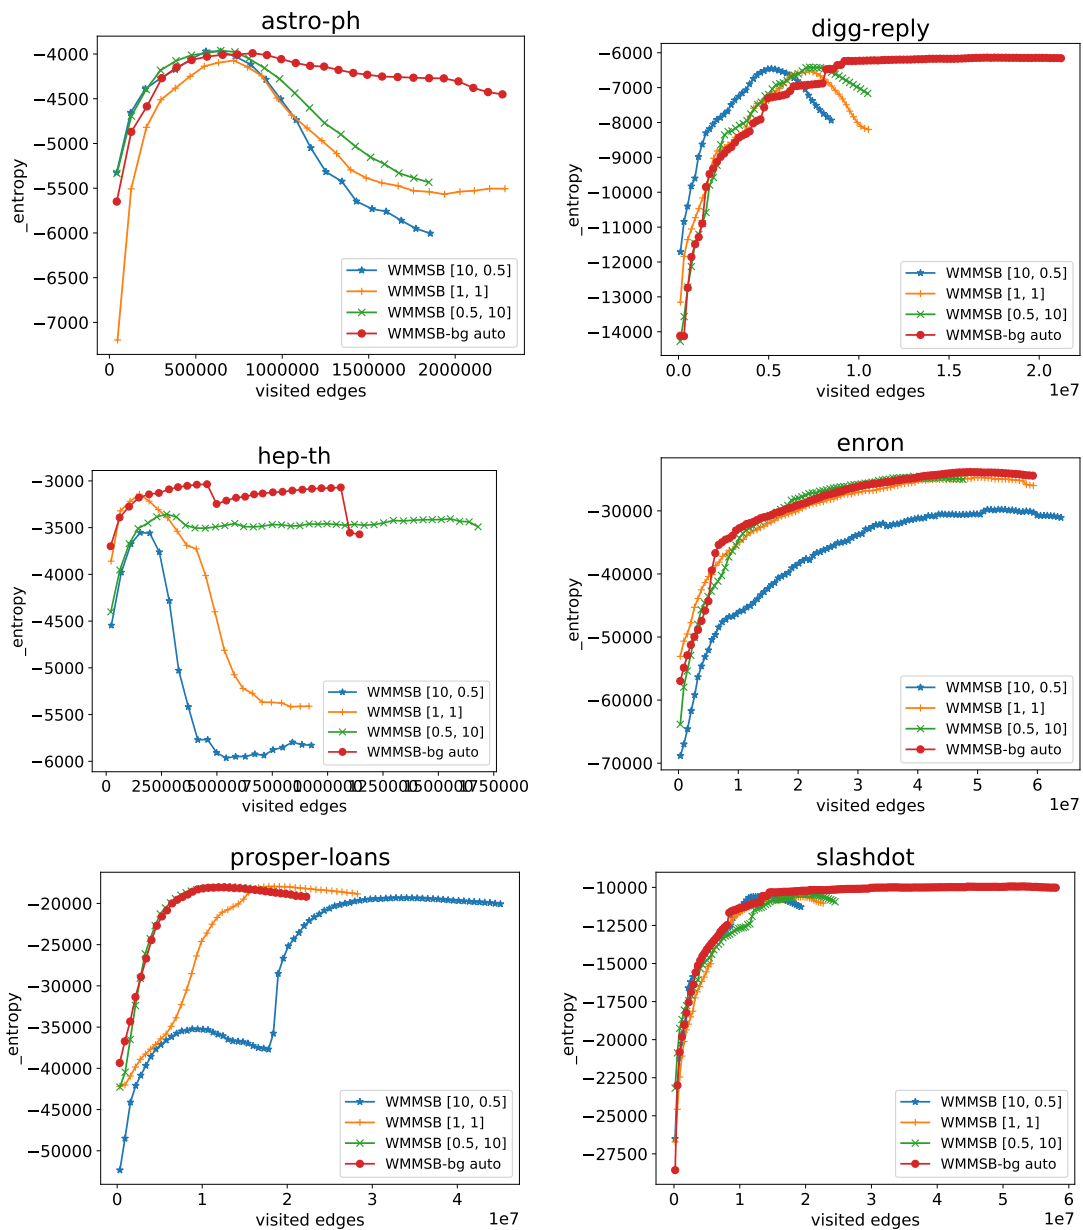 astro-ph
−4000
−4500
−5000
−5500
−6000
−6500
−7000
_entropy
0 500000 1000000 1500000 2000000
visited edges
WMMSB [10, 0.5]
WMMSB [1, 1]
WMMSB [0.5, 10]
WMMSB-bg auto
digg-reply
−6000
−7000
−8000
−9000
−10000
−11000
−12000
−13000
−14000
_entropy
0.0 0.5 1.0 1.5 2.0
visited edges
1e7
WMMSB [10, 0.5]
WMMSB [1, 1]
WMMSB [0.5, 10]
WMMSB-bg auto
hep-th
−3000
−3500
−4000
−4500
−5000
−5500
−6000
_entropy
0 250000 500000 750000 1000000 1250000 1500000 1750000
visited edges
WMMSB [10, 0.5]
WMMSB [1, 1]
WMMSB [0.5, 10]
WMMSB-bg auto
enron
−30000
−40000
−50000
−60000
−70000
_entropy
0 1 2 3 4 5 6
visited edges
1e7
WMMSB [10, 0.5]
WMMSB [1, 1]
WMMSB [0.5, 10]
WMMSB-bg auto
prosper-loans
−20000
−25000
−30000
−35000
−40000
−45000
−50000
_entropy
0 1 2 3 4
visited edges
1e7
WMMSB [10, 0.5]
WMMSB [1, 1]
WMMSB [0.5, 10]
WMMSB-bg auto
slashdot
−10000
−12500
−15000
−17500
−20000
−22500
−25000
−27500
_entropy
0 1 2 3 4 5 6
visited edges
1e7
WMMSB [10, 0.5]
WMMSB [1, 1]
WMMSB [0.5, 10]
WMMSB-bg auto